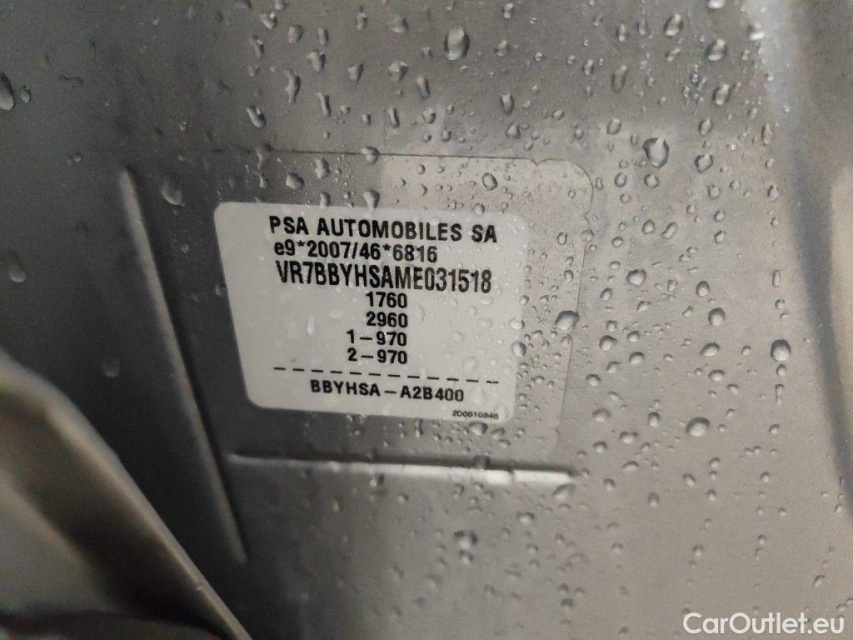 PSA AUTOMOBILES SA
e9*2007/46*6816
VR7BBYHSAME031518
1760
2960
1-970
2-970
BBYHSA-A2B400
CarOutlet.eu